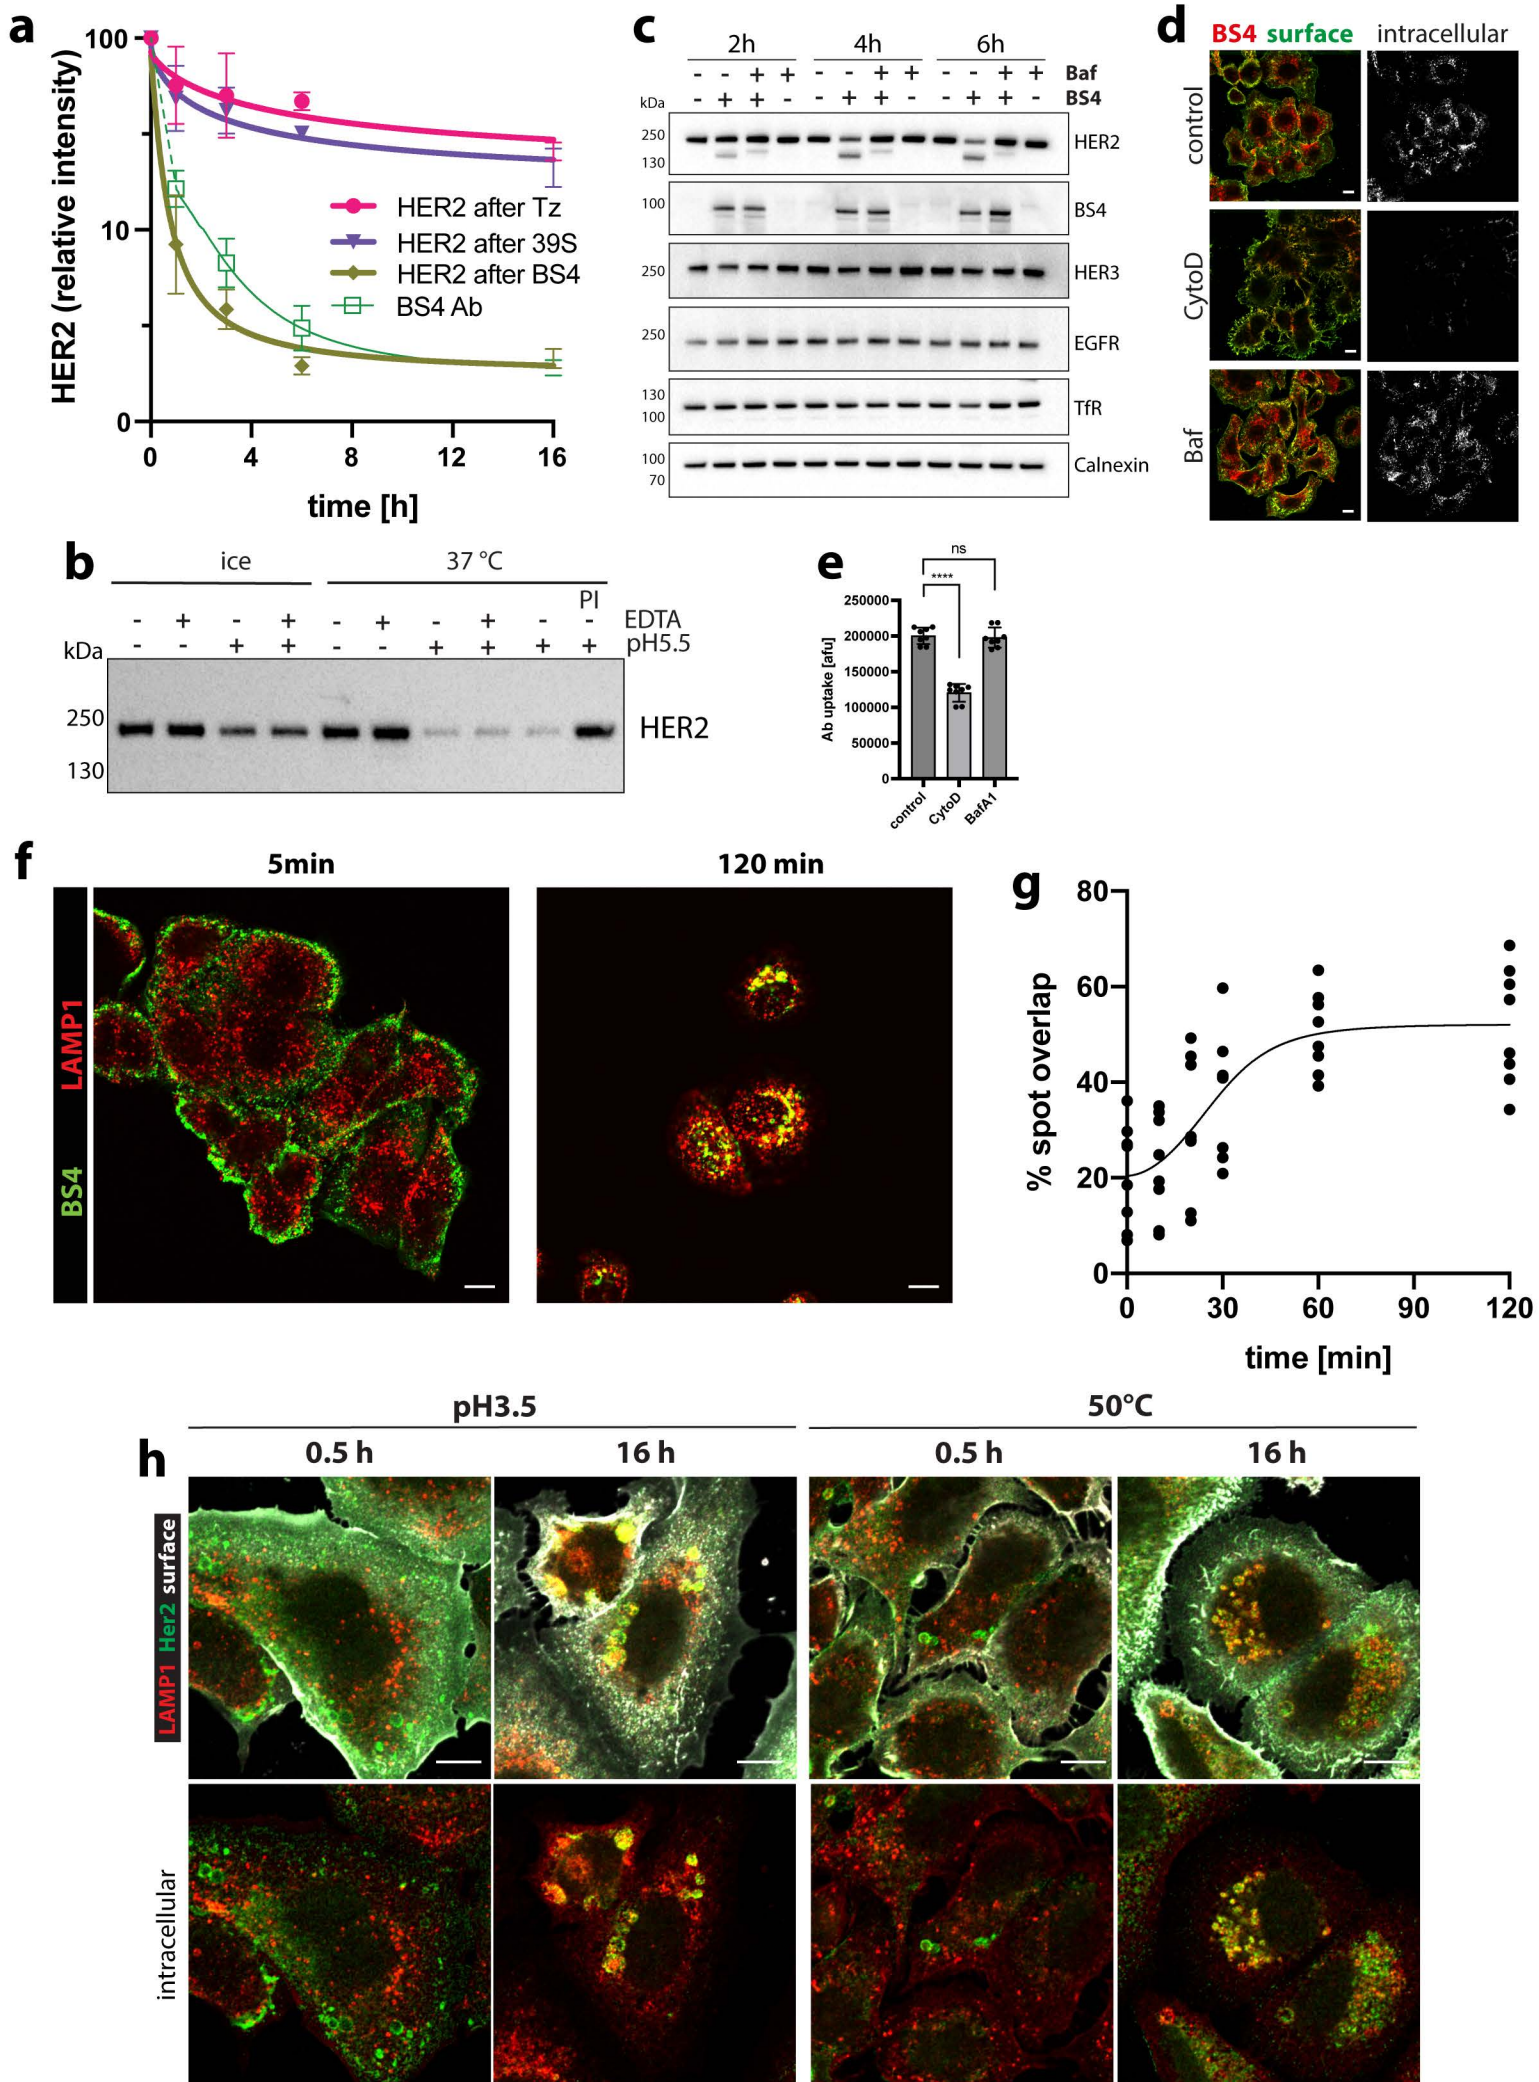 a
HER2 (relative intensity)
100
10
0
0 4 8 12 16
time [h]
HER2 after Tz
HER2 after 39S
HER2 after BS4
BS4 Ab
b
ice 37 °C
PI
- + - + - + - + - - EDTA
- - + + - - + + + + pH5.5
kDa
250
130
HER2
c
2h 4h 6h
- - + + - - + + - - + + Baf
- + + - - + + - - + + - BS4
kDa
250
130
HER2
100
BS4
250
HER3
250
EGFR
130
100
TfR
100
70
Calnexin
d
BS4 surface intracellular
control
CytoD
Baf
e
ns
****
Ab uptake [afu]
250000
200000
150000
100000
50000
0
control CytoD BafA1
f
5min 120 min
BS4 LAMP1
g
% spot overlap
80
60
40
20
0
0 30 60 90 120
time [min]
h
pH3.5 50°C
0.5 h 16 h 0.5 h 16 h
LAMP1 Her2 surface
intracellular